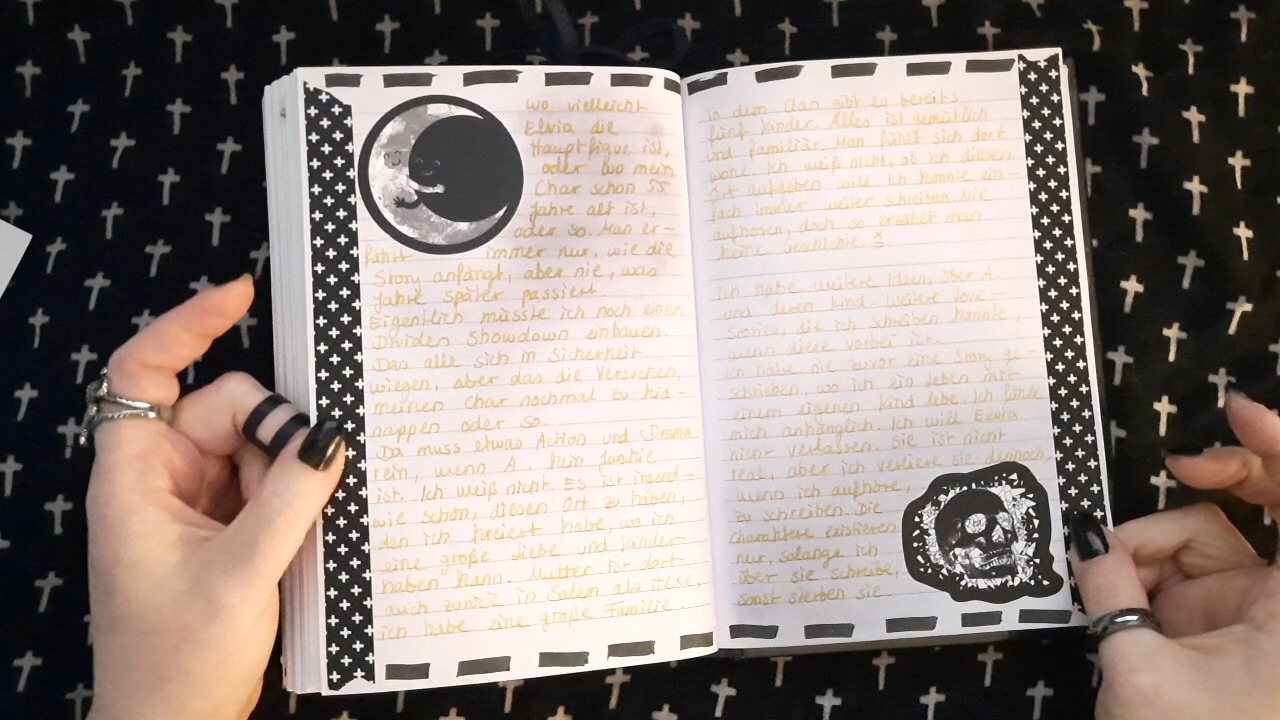 wo vielleicht
Elvia die
Hauptfigur ist,
oder wo mein
Char schon 55
Jahre alt ist,
oder so. Man er-
fährt immer nur, wie die
Story anfängt, aber nie, was
Jahre später passiert.
Eigentlich müsste ich noch einen
Showdown einbauen.
Das alle sich in Sicherheit
wiegen, aber das die versuchen,
meinen Char nochmal zu kid-
nappen oder so.
Da muss etwas Action und Drama
rein, wenn A. kein Junkie
ist. Ich weiß nicht. Es ist irgend-
wie schön, diesen Ort zu haben,
den ich kreiert habe, wo ich
eine große Liebe und Kinder
haben kann. Mutter ist dort
auch zurück in Salem als Hexe,
ich habe eine große Familie.
In dem Clan gibt es bereits
fünf Kinder. Alles ist gemütlich
und familiär. Man fühlt sich dort
wohl. Ich weiß nicht, ob ich diesen
Ort aufgeben will. Ich könnte ein-
fach immer weiter schreiben. Nie
aufhören, doch so erzählt man
keine Geschichte.
Ich habe weitere Ideen, über A.
und deren Kind. Weitere Love-
stories, die ich schreiben könnte,
wenn diese vorbei ist.
Ich habe nie zuvor eine Story ge-
schrieben, wo ich ein Leben mit
einem eigenen Kind lebe. Ich fühle
mich anhänglich. Ich will Elvia
nicht verlassen. Sie ist nicht
real, aber ich verliere sie dennoch,
wenn ich aufhöre,
zu schreiben. Die
Charaktere existieren
nur, solange ich
über sie schreibe,
sonst sterben sie.